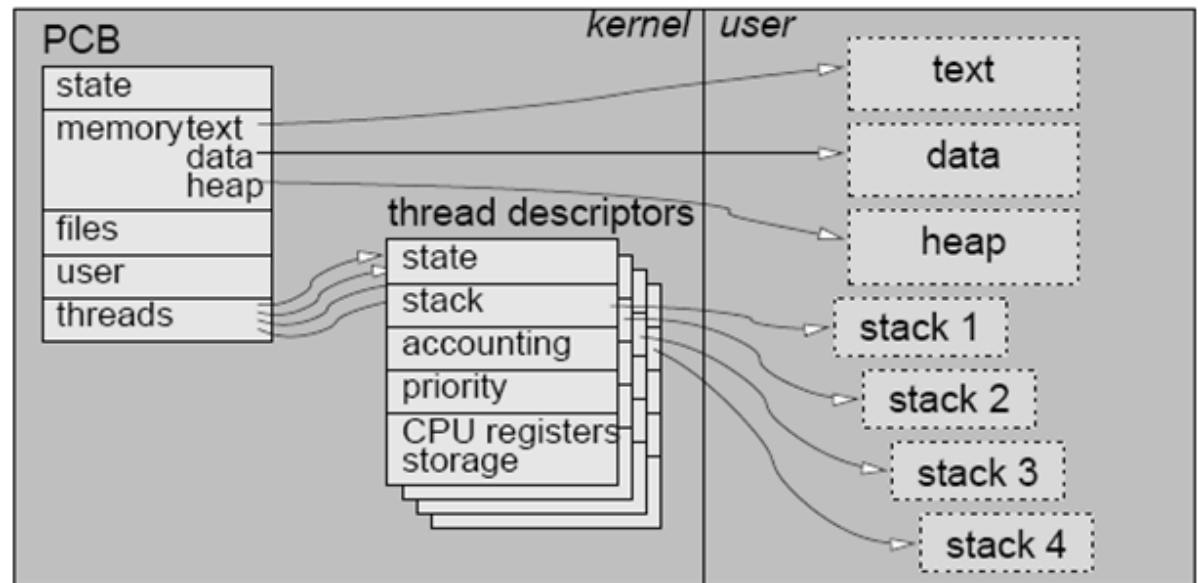 kernel user
PCB
state
memory text
data
heap
files
user
threads
thread descriptors
state
stack
accounting
priority
CPU registers
storage
text
data
heap
stack 1
stack 2
stack 3
stack 4